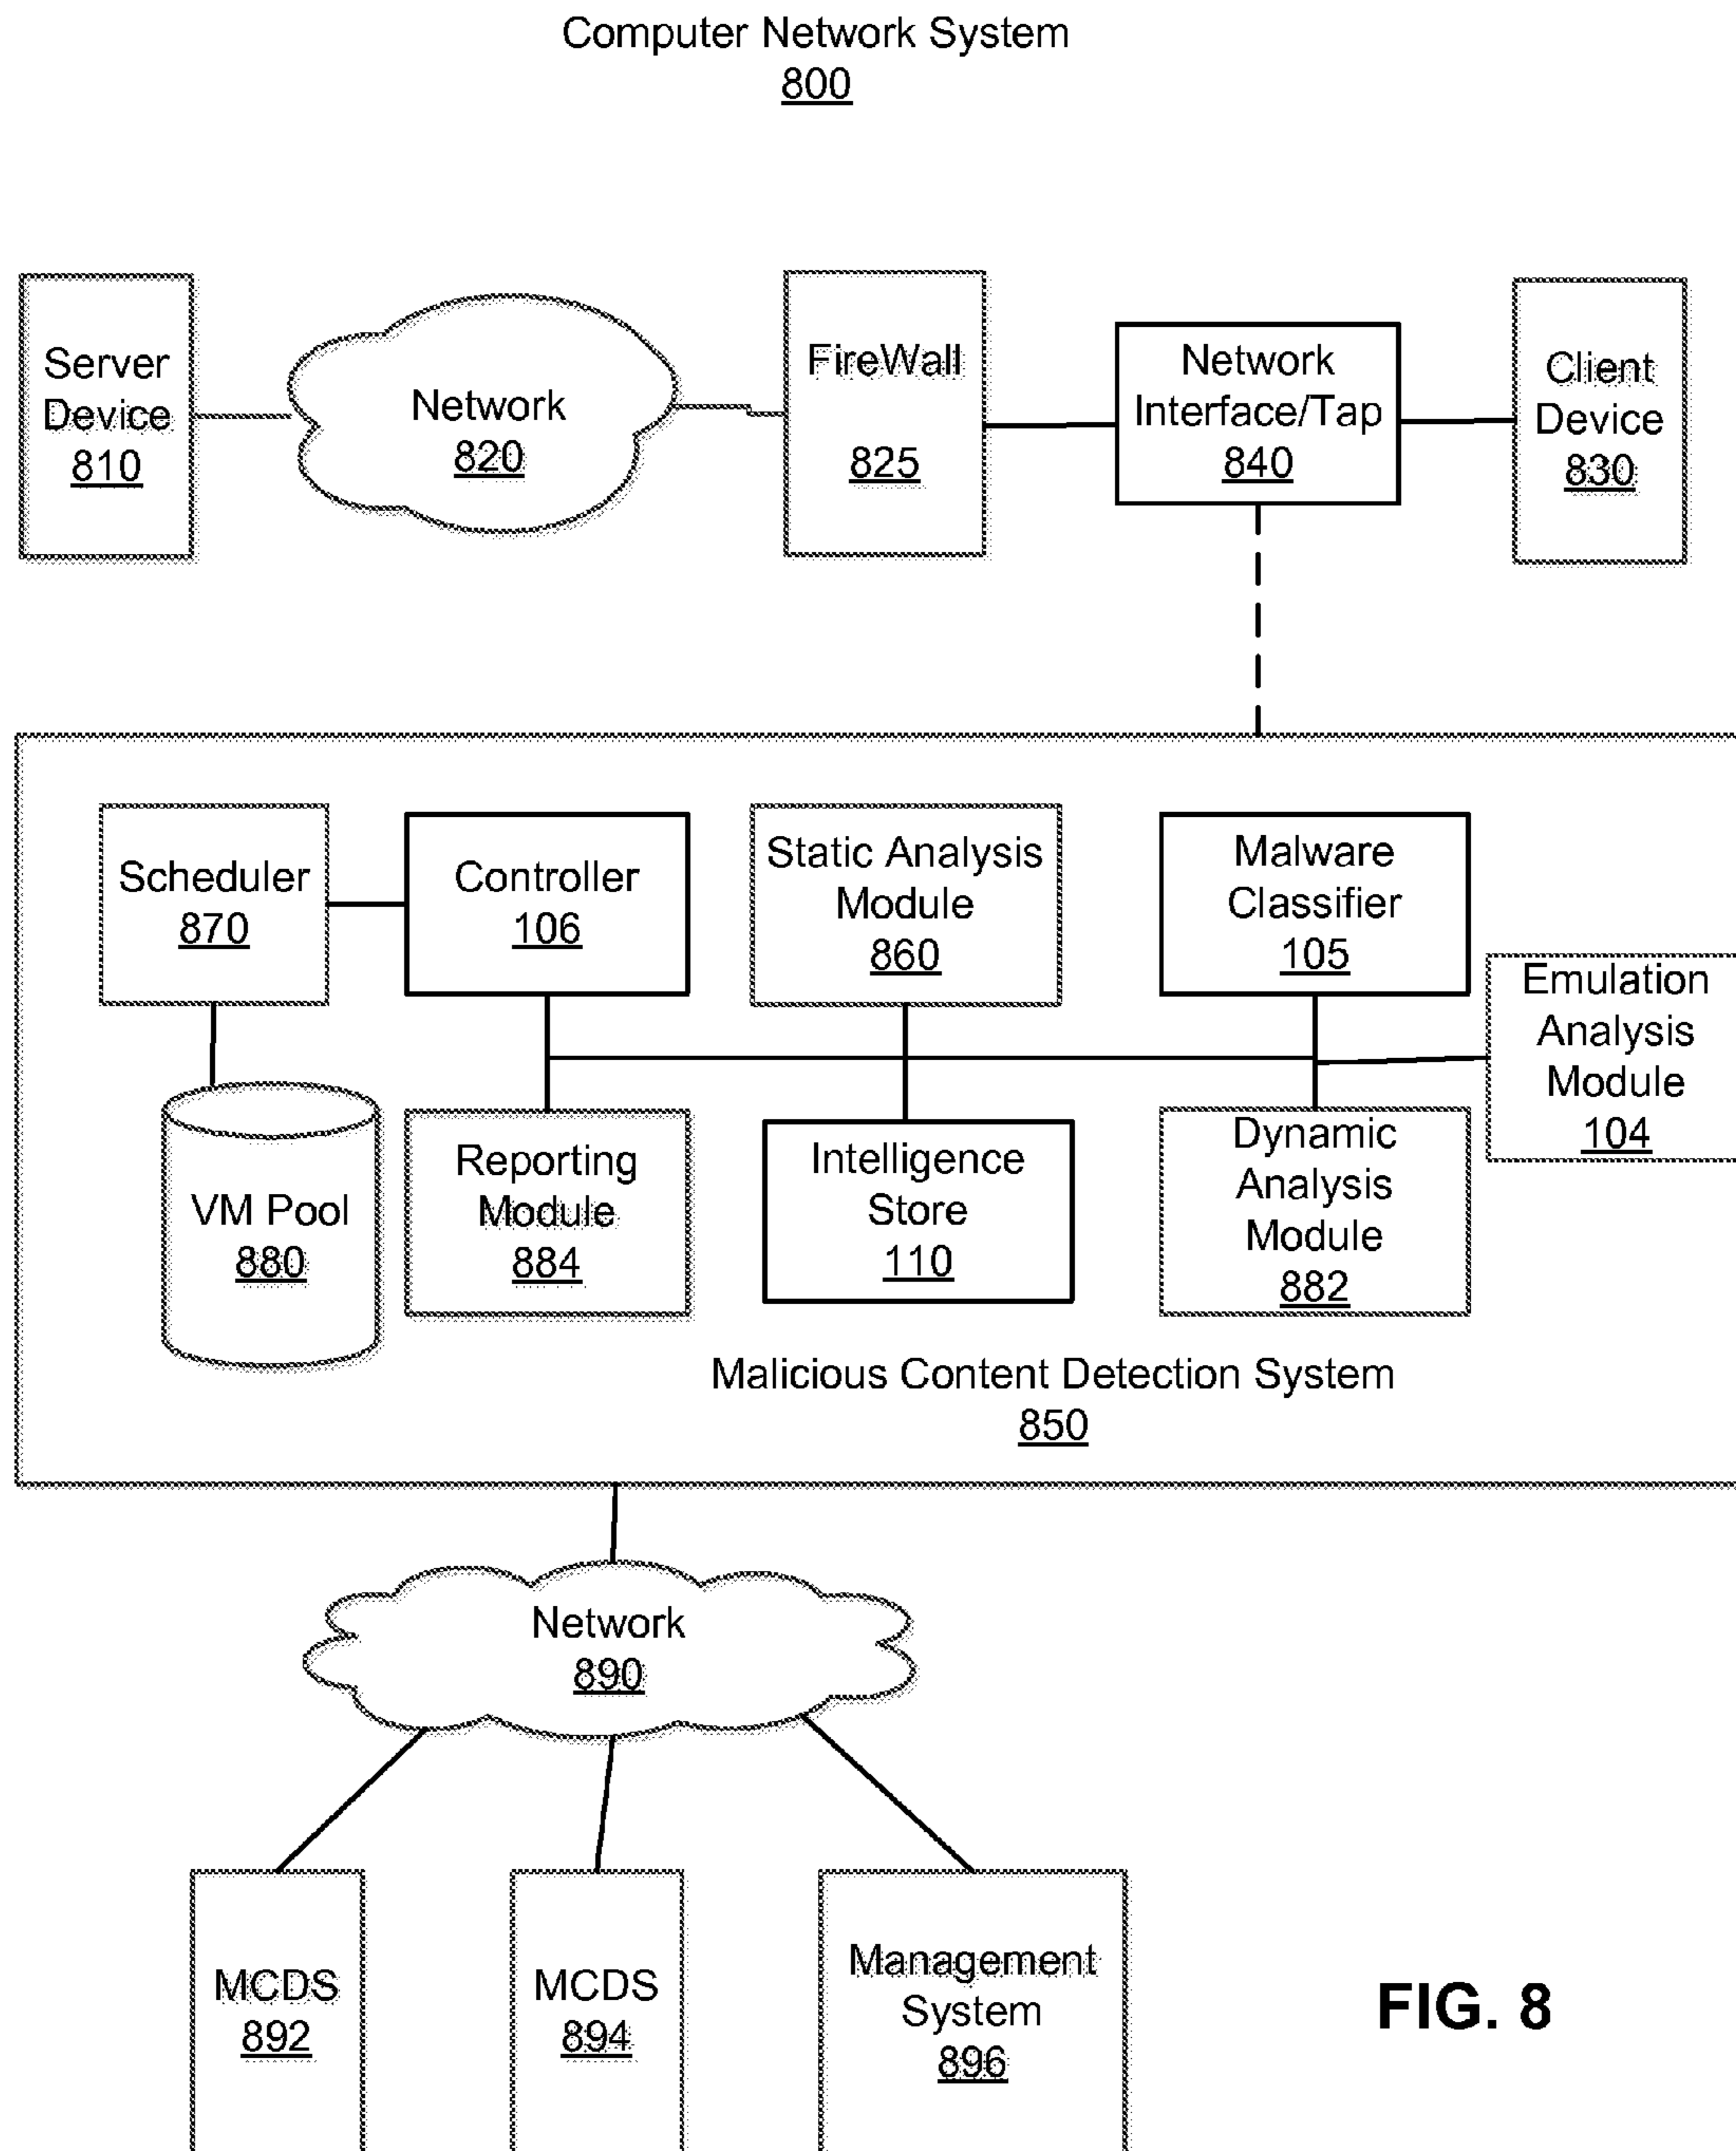 Computer Network System
800
Server
Device
810
Network
820
FireWall
825
Network
Interface/Tap
840
Client
Device
830
Scheduler
870
Controller
106
Static Analysis
Module
860
Malware
Classifier
105
Emulation
Analysis
Module
104
VM Pool
880
Reporting
Module
884
Intelligence
Store
110
Dynamic
Analysis
Module
882
Malicious Content Detection System
850
Network
890
MCDS
892
MCDS
894
Management
System
896
FIG. 8